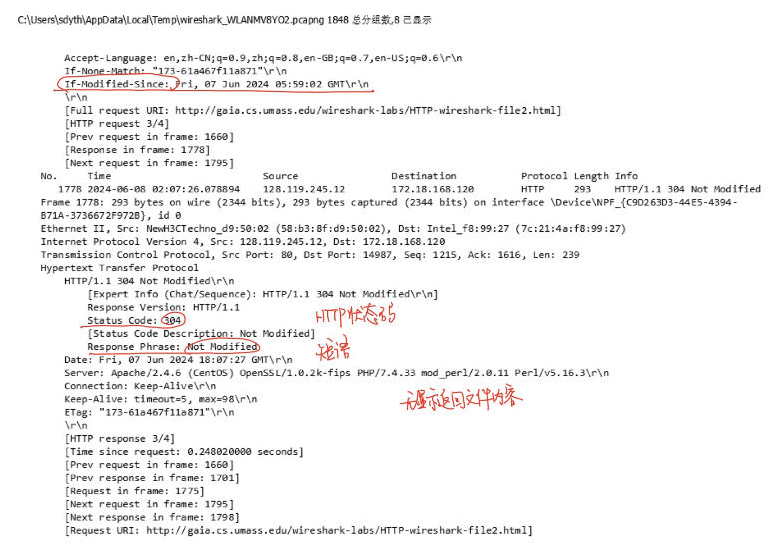 C:\Users\sdyth\AppData\Local\Temp\wireshark_WLANMV8YO2.pcapng 1848 总分组数,8 已显示
Accept-Language: en,zh-CN;q=0.9,zh;q=0.8,en-GB;q=0.7,en-US;q=0.6\r\n
If-None-Match: "173-61a467f11a871"\r\n
If-Modified-Since: Fri, 07 Jun 2024 05:59:02 GMT\r\n
\r\n
[Full request URI: http://gaia.cs.umass.edu/wireshark-labs/HTTP-wireshark-file2.html]
[HTTP request 3/4]
[Prev request in frame: 1660]
[Response in frame: 1778]
[Next request in frame: 1795]
No. Time Source Destination Protocol Length Info
1778 2024-06-08 02:07:26.078894 128.119.245.12 172.18.168.120 HTTP 293 HTTP/1.1 304 Not Modified
Frame 1778: 293 bytes on wire (2344 bits), 293 bytes captured (2344 bits) on interface \Device\NPF_{C9D263D3-44E5-4394-
B71A-3736672F972B}, id 0
Ethernet II, Src: NewH3CTechno_d9:50:02 (58:b3:8f:d9:50:02), Dst: Intel_f8:99:27 (7c:21:4a:f8:99:27)
Internet Protocol Version 4, Src: 128.119.245.12, Dst: 172.18.168.120
Transmission Control Protocol, Src Port: 80, Dst Port: 14987, Seq: 1215, Ack: 1616, Len: 239
Hypertext Transfer Protocol
HTTP/1.1 304 Not Modified\r\n
[Expert Info (Chat/Sequence): HTTP/1.1 304 Not Modified\r\n]
Response Version: HTTP/1.1
Status Code: 304 HTTP状态码
[Status Code Description: Not Modified]
Response Phrase: Not Modified 短语
Date: Fri, 07 Jun 2024 18:07:27 GMT\r\n
Server: Apache/2.4.6 (CentOS) OpenSSL/1.0.2k-fips PHP/7.4.33 mod_perl/2.0.11 Perl/v5.16.3\r\n
Connection: Keep-Alive\r\n
Keep-Alive: timeout=5, max=98\r\n 无显示返回文件内容
ETag: "173-61a467f11a871"\r\n
\r\n
[HTTP response 3/4]
[Time since request: 0.248020000 seconds]
[Prev request in frame: 1660]
[Prev response in frame: 1701]
[Request in frame: 1775]
[Next request in frame: 1795]
[Next response in frame: 1798]
[Request URI: http://gaia.cs.umass.edu/wireshark-labs/HTTP-wireshark-file2.html]